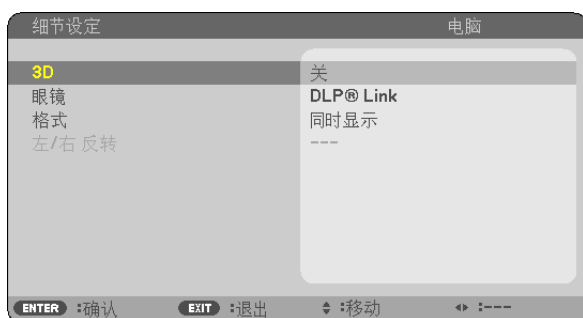 细节设定 电脑
3D 关
眼镜 DLP® Link
格式 同时显示
左/右 反转 ---
ENTER :确认 EXIT :退出 :移动 :---